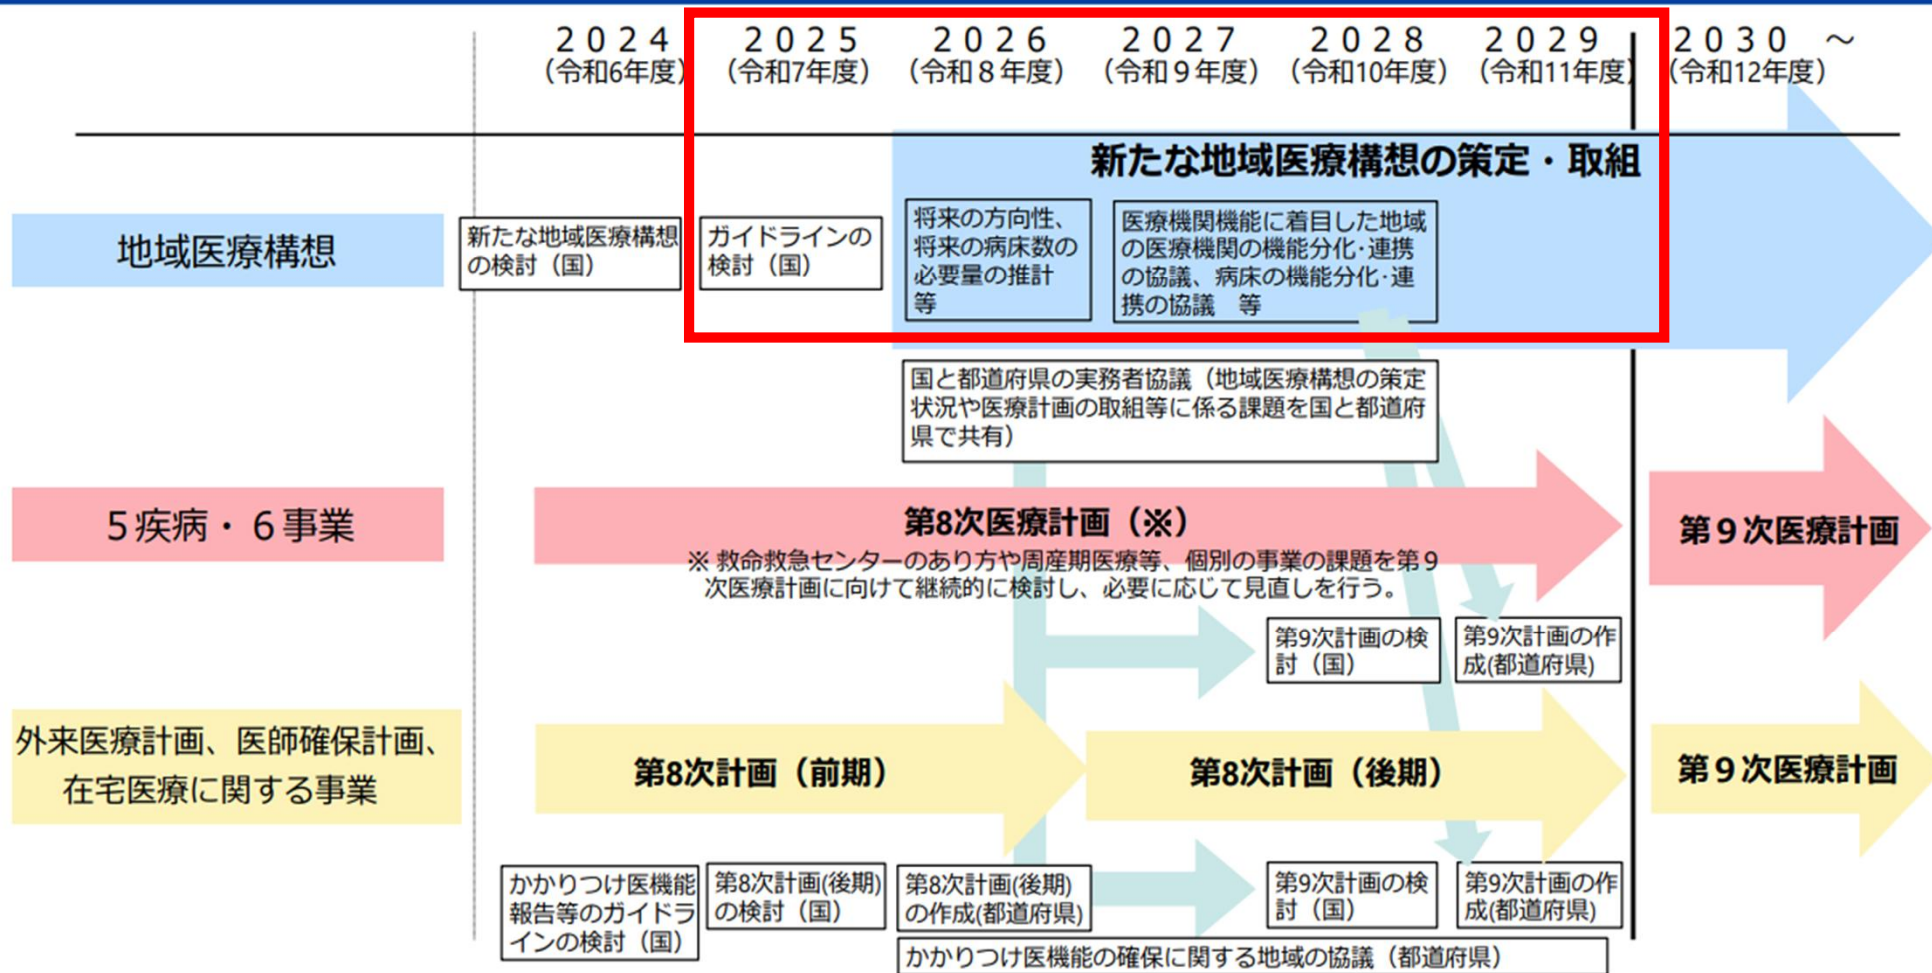 2024 2025 2026 2027 2028 2029 2030 ～
（令和6年度） （令和7年度） （令和８年度） （令和９年度） （令和10年度） （令和11年度） （令和12年度）
新たな地域医療構想の策定・取組
地域医療構想
新たな地域医療構想
の検討（国）
ガイドラインの
検討（国）
将来の方向性、
将来の病床数の
必要量の推計
等
医療機関機能に着目した地域
の医療機関の機能分化･連携
の協議、病床の機能分化･連
携の協議　等
国と都道府県の実務者協議（地域医療構想の策定
状況や医療計画の取組等に係る課題を国と都道府
県で共有）
５疾病・６事業
第8次医療計画（※）
※ 救命救急センターのあり方や周産期医療等、個別の事業の課題を第９
次医療計画に向けて継続的に検討し、必要に応じて見直しを行う。
第９次医療計画
第9次計画の検
討（国）
第9次計画の作
成(都道府県)
外来医療計画、医師確保計画、
在宅医療に関する事業
第8次計画（前期）
第8次計画（後期）
第９次医療計画
かかりつけ医機能
報告等のガイドラ
インの検討（国）
第8次計画(後期)
の検討（国）
第8次計画(後期)
の作成(都道府県)
第9次計画の検
討（国）
第9次計画の作
成(都道府県)
かかりつけ医機能の確保に関する地域の協議（都道府県）